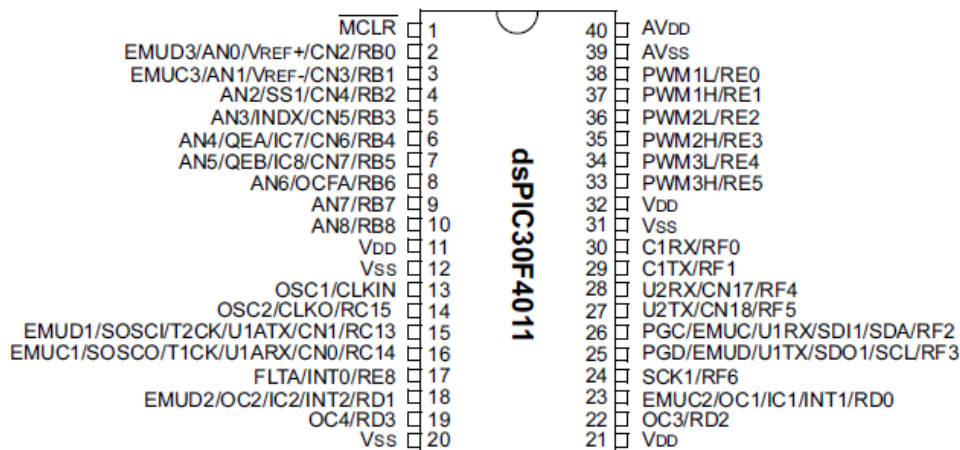 MCLR 1 40 AVDD
EMUD3/AN0/VREF+/CN2/RB0 2 39 AVSS
EMUC3/AN1/VREF-/CN3/RB1 3 38 PWM1L/RE0
AN2/SS1/CN4/RB2 4 37 PWM1H/RE1
AN3/INDX/CN5/RB3 5 36 PWM2L/RE2
AN4/QEA/IC7/CN6/RB4 6 35 PWM2H/RE3
AN5/QEB/IC8/CN7/RB5 7 34 PWM3L/RE4
AN6/OCFA/RB6 8 33 PWM3H/RE5
AN7/RB7 9 32 VDD
AN8/RB8 10 31 VSS
VDD 11 30 C1RX/RF0
VSS 12 29 C1TX/RF1
OSC1/CLKIN 13 28 U2RX/CN17/RF4
OSC2/CLKO/RC15 14 27 U2TX/CN18/RF5
EMUD1/SOSCI/T2CK/U1ATX/CN1/RC13 15 26 PGC/EMUC/U1RX/SDI1/SDA/RF2
EMUC1/SOSCO/T1CK/U1ARX/CN0/RC14 16 25 PGD/EMUD/U1TX/SDO1/SCL/RF3
FLTA/INT0/RE8 17 24 SCK1/RF6
EMUD2/OC2/IC2/INT2/RD1 18 23 EMUC2/OC1/IC1/INT1/RD0
OC4/RD3 19 22 OC3/RD2
VSS 20 21 VDD
dsPIC30F4011